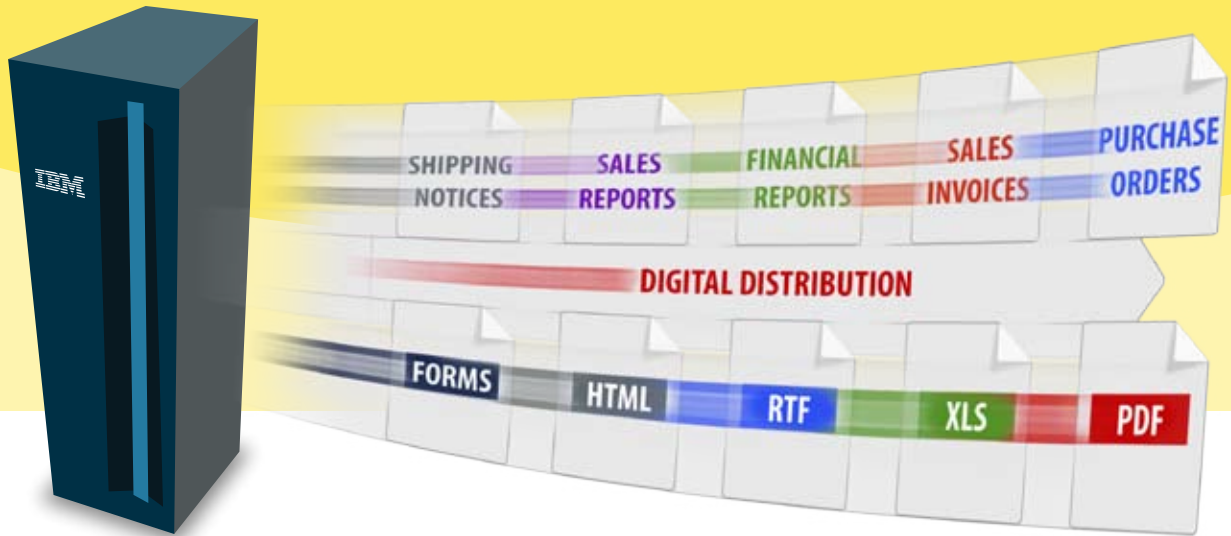 IBM
SHIPPING
NOTICES
SALES
REPORTS
FINANCIAL
REPORTS
SALES
INVOICES
PURCHASE
ORDERS
DIGITAL DISTRIBUTION
FORMS
HTML
RTF
XLS
PDF